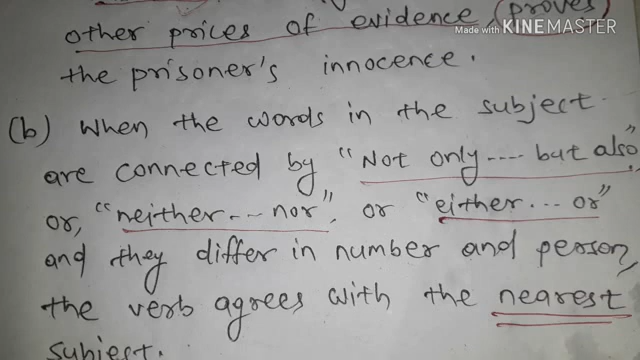 other prices of evidence, (proves)
Made with KINEMASTER
the prisoner's innocence.
(b) When the words in the subject
are connected by "Not only---- but also",
or, "neither--- nor", or "either... or"
and they differ in number and person,
the verb agrees with the nearest
subject.